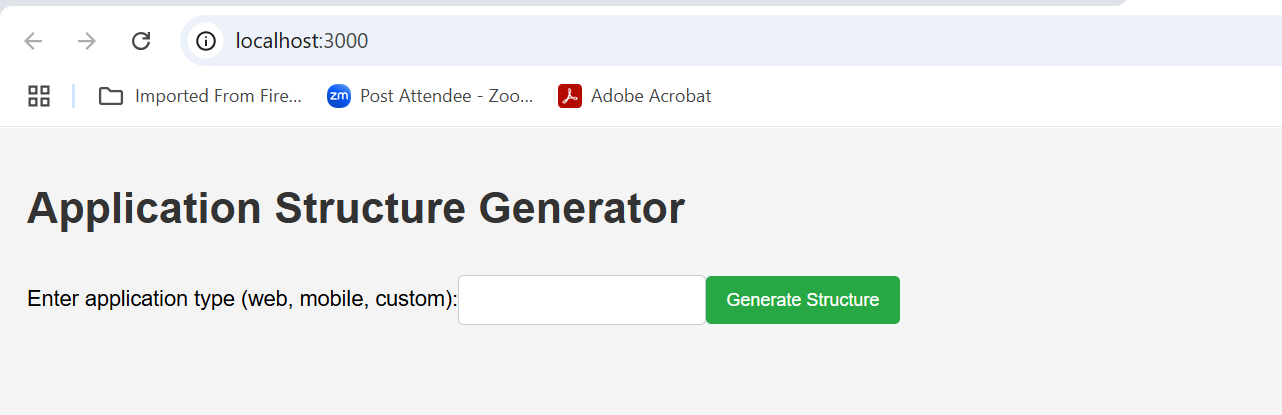 localhost:3000
Imported From Fire... zm Post Attendee - Zoo... Adobe Acrobat
Application Structure Generator
Enter application type (web, mobile, custom): Generate Structure